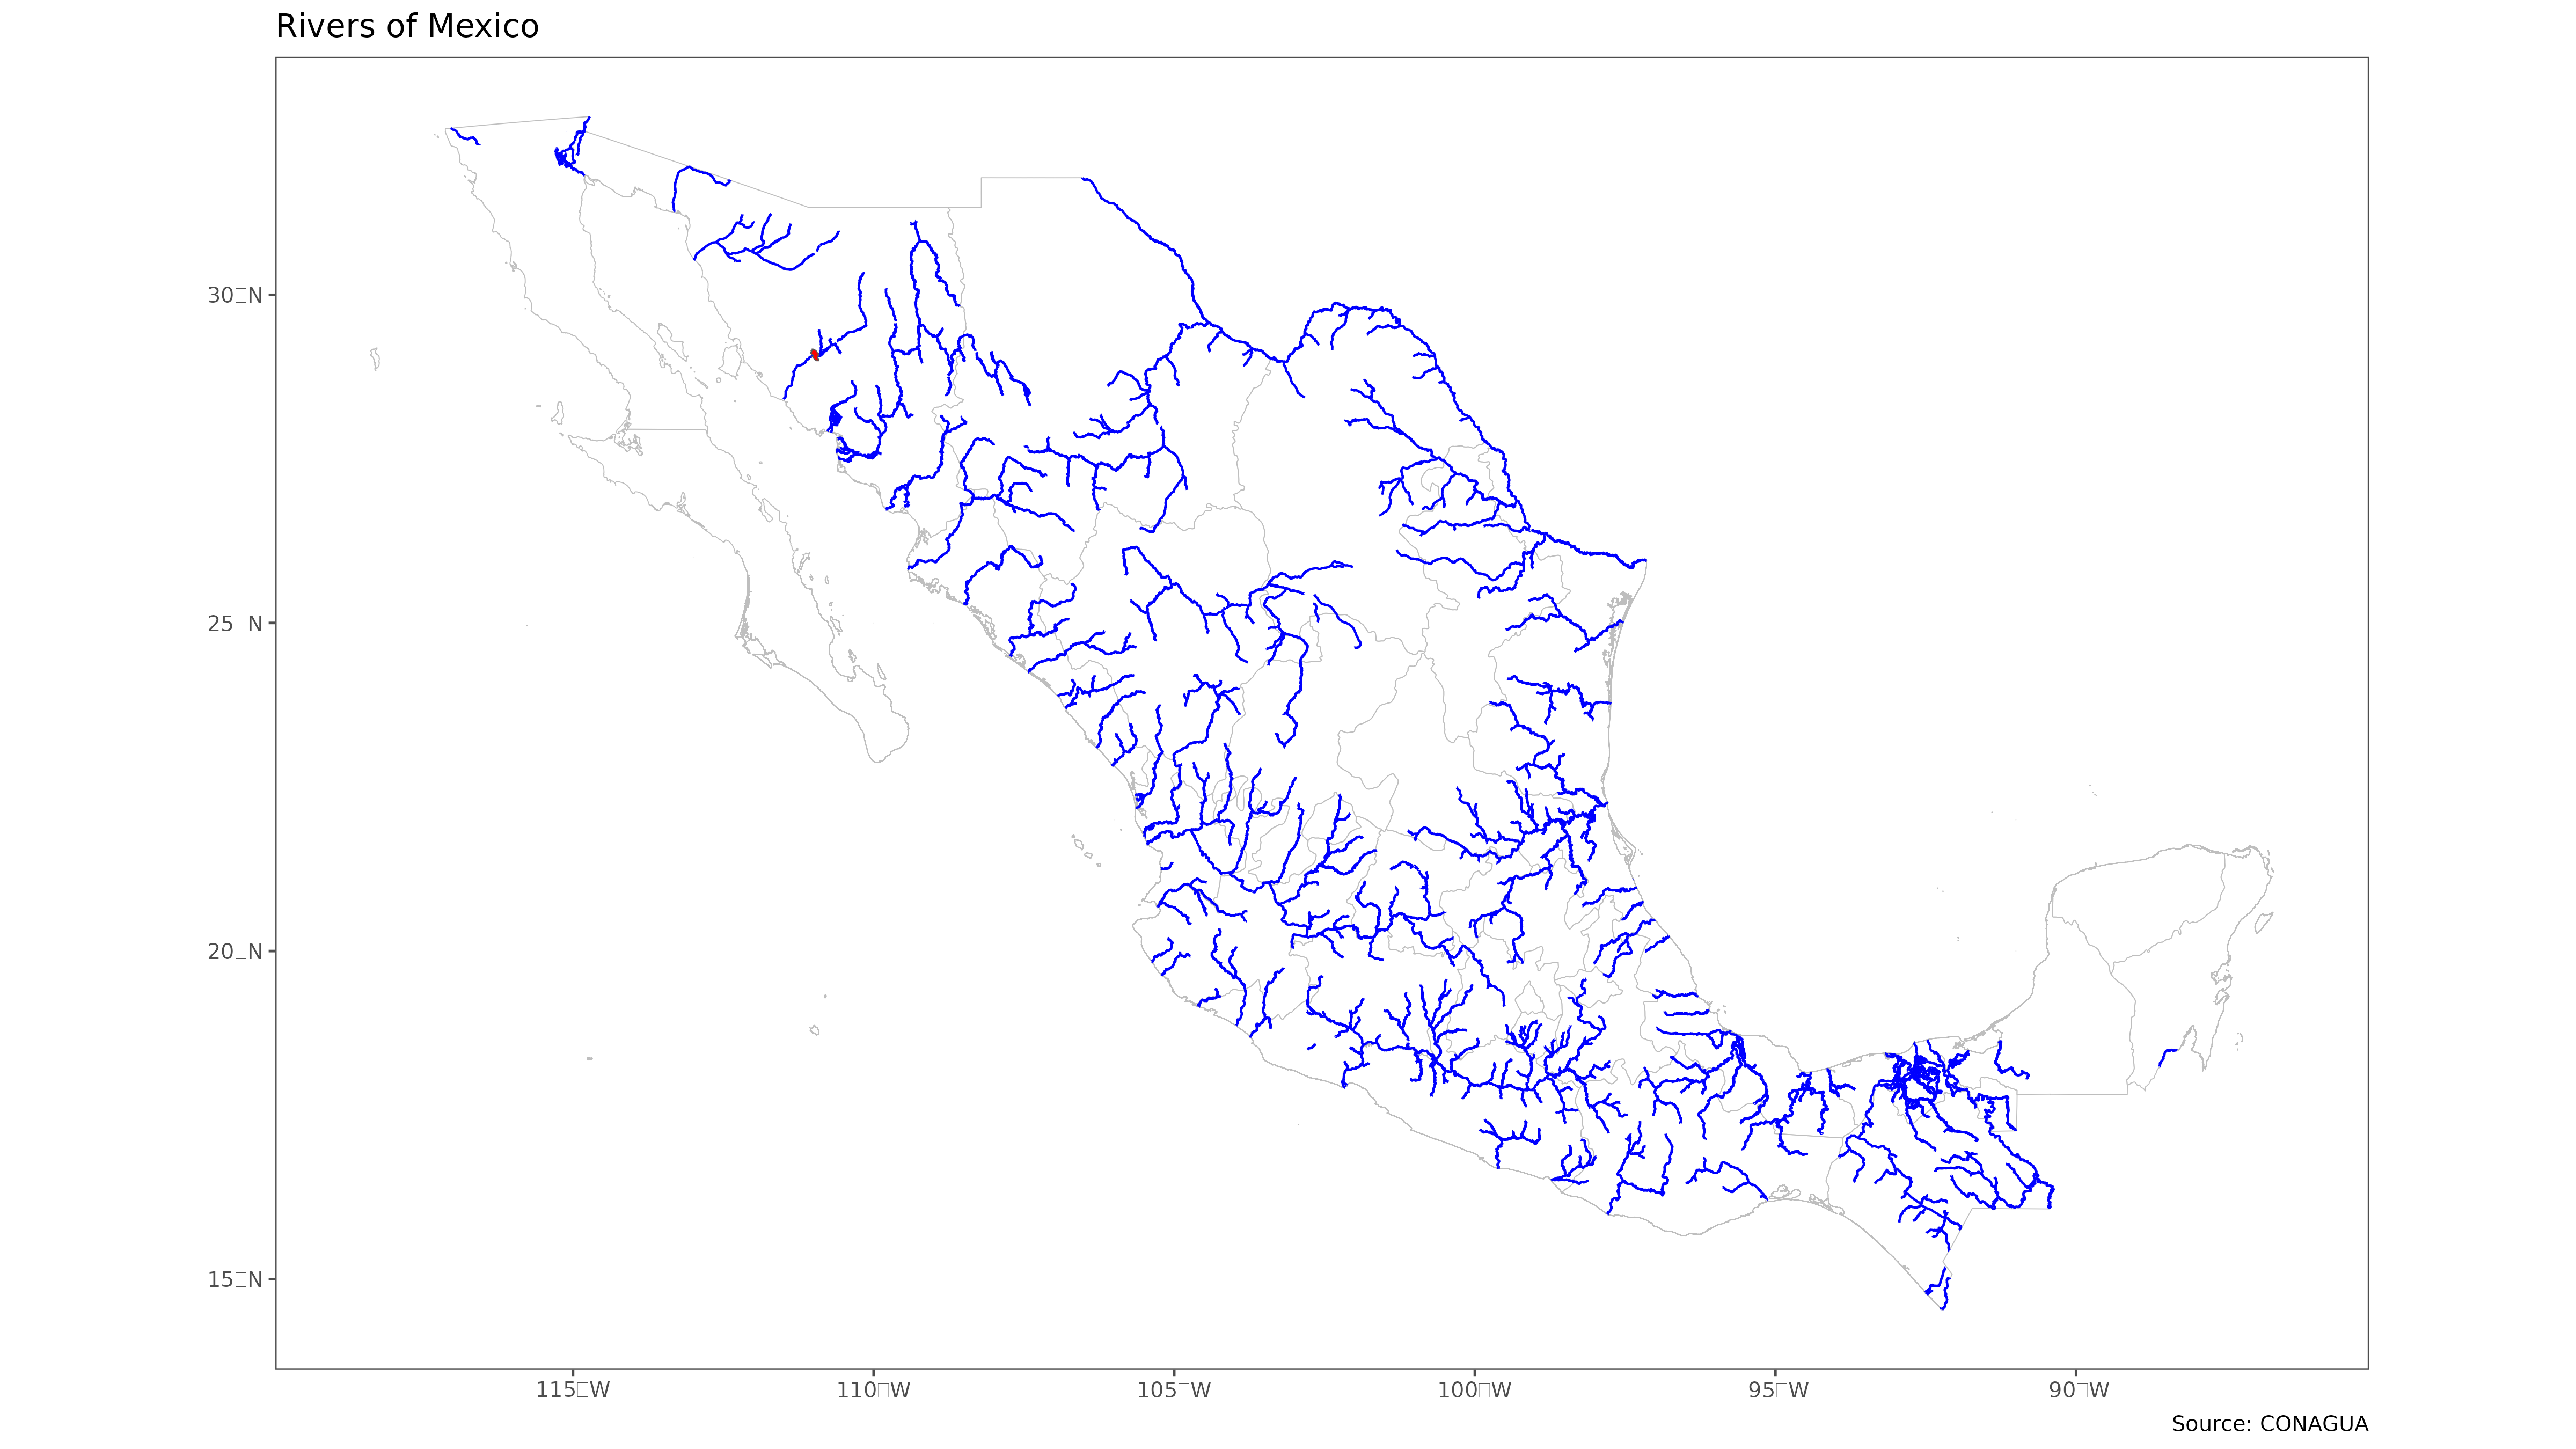 Rivers of Mexico
30□N
25□N
20□N
15□N
115□W
110□W
105□W
100□W
95□W
90□W
Source: CONAGUA